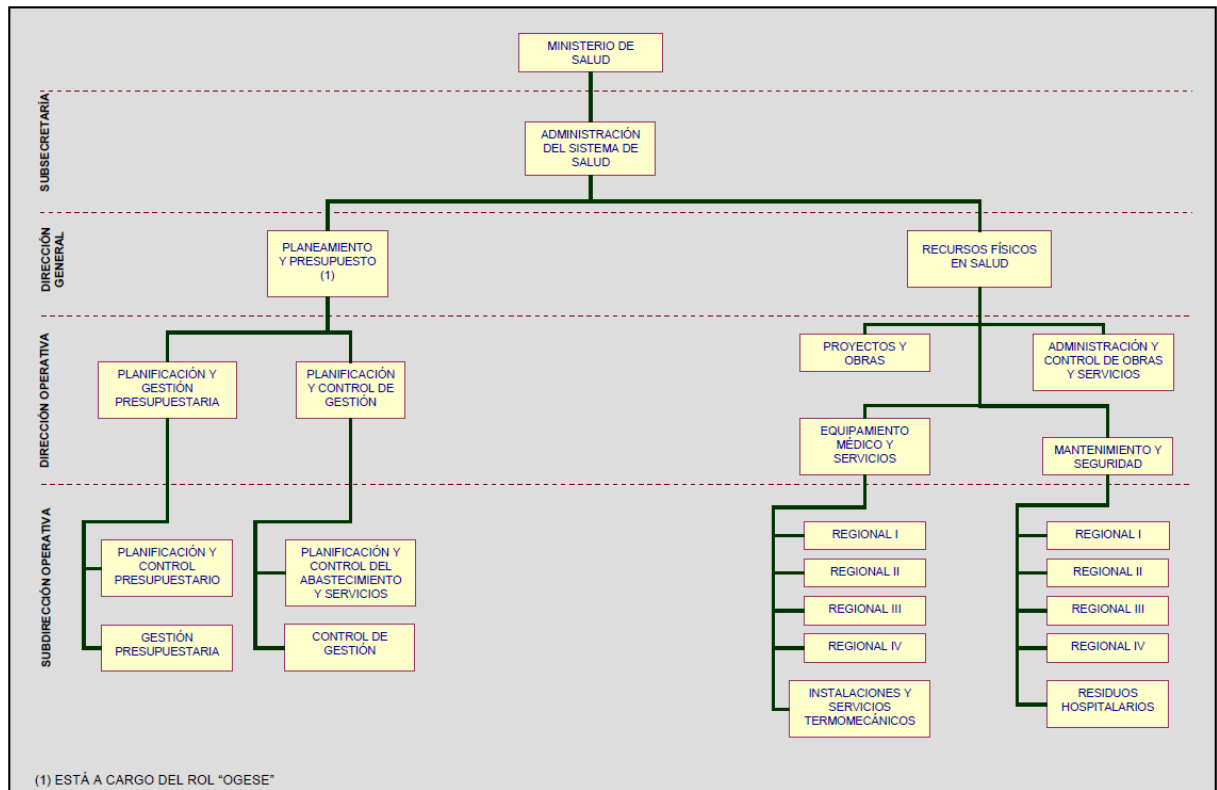 MINISTERIO DE
SALUD
SUBSECRETARÍA
ADMINISTRACIÓN
DEL SISTEMA DE
SALUD
DIRECCIÓN
GENERAL
PLANEAMIENTO
Y PRESUPUESTO
(1)
RECURSOS FÍSICOS
EN SALUD
DIRECCIÓN OPERATIVA
PLANIFICACIÓN Y
GESTIÓN
PRESUPUESTARIA
PLANIFICACIÓN
Y CONTROL DE
GESTIÓN
PROYECTOS Y
OBRAS
ADMINISTRACIÓN Y
CONTROL DE OBRAS
Y SERVICIOS
EQUIPAMIENTO
MÉDICO Y
SERVICIOS
MANTENIMIENTO Y
SEGURIDAD
SUBDIRECCIÓN OPERATIVA
PLANIFICACIÓN Y
CONTROL
PRESUPUESTARIO
GESTIÓN
PRESUPUESTARIA
PLANIFICACIÓN Y
CONTROL DEL
ABASTECIMIENTO
Y SERVICIOS
CONTROL DE
GESTIÓN
REGIONAL I
REGIONAL II
REGIONAL III
REGIONAL IV
INSTALACIONES Y
SERVICIOS
TERMOMECÁNICOS
REGIONAL I
REGIONAL II
REGIONAL III
REGIONAL IV
RESIDUOS
HOSPITALARIOS
(1) ESTÁ A CARGO DEL ROL "OGESE"